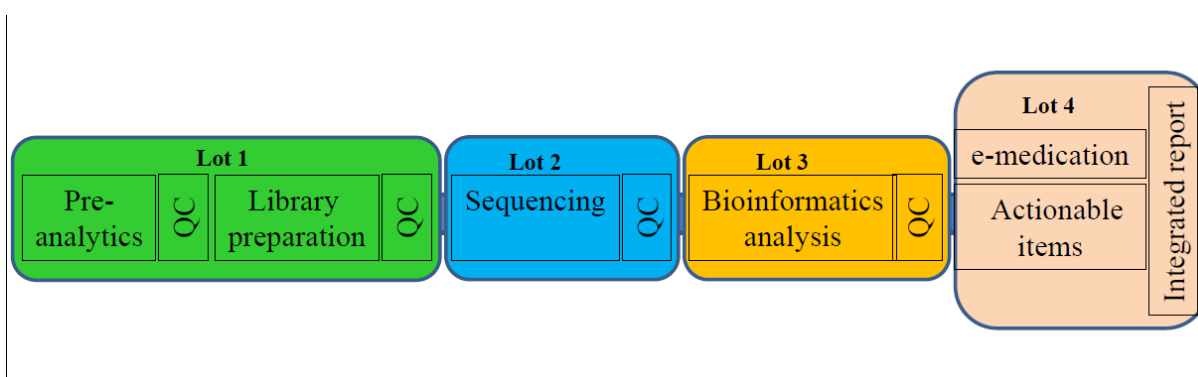 Lot 1
Pre-
analytics
QC
Library
preparation
QC
Lot 2
Sequencing
QC
Lot 3
Bioinformatics
analysis
QC
Lot 4
e-medication
Actionable
items
Integrated report